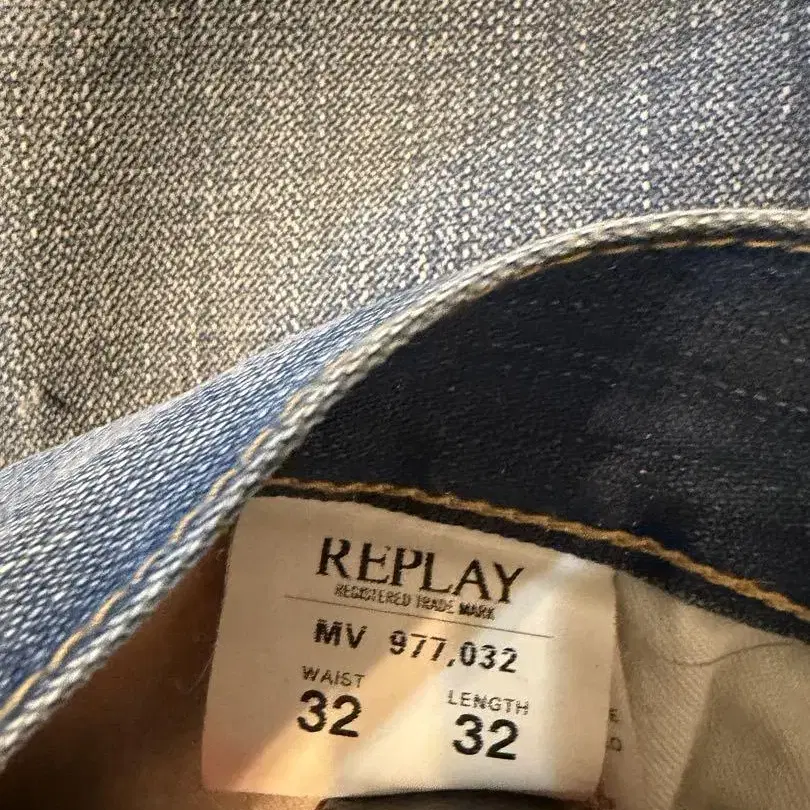 REPLAY
REGISTERED TRADE MARK
MV 977,032
WAIST LENGTH
32 32